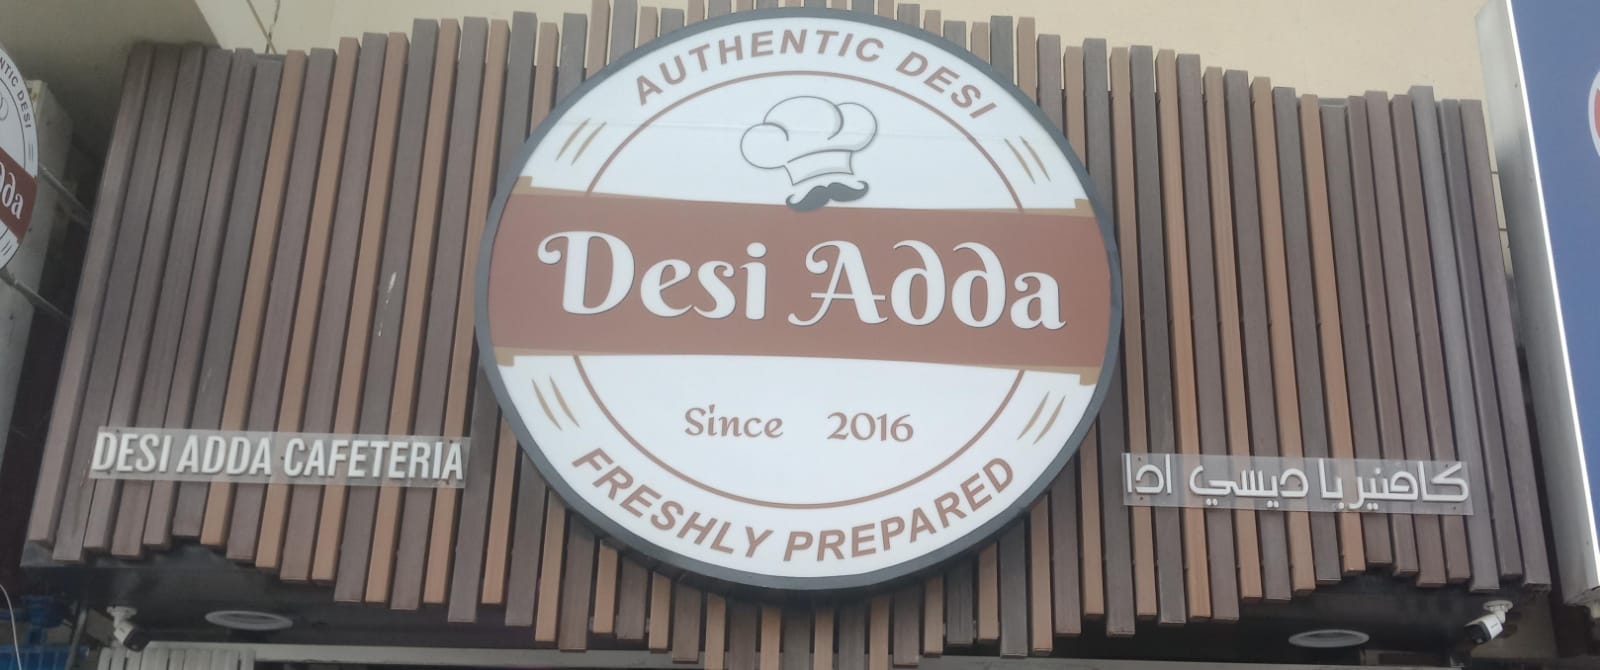 AUTHENTIC DESI
Desi Adda
Since 2016
FRESHLY PREPARED
DESI ADDA CAFETERIA
كافتيريا ديسي ادا